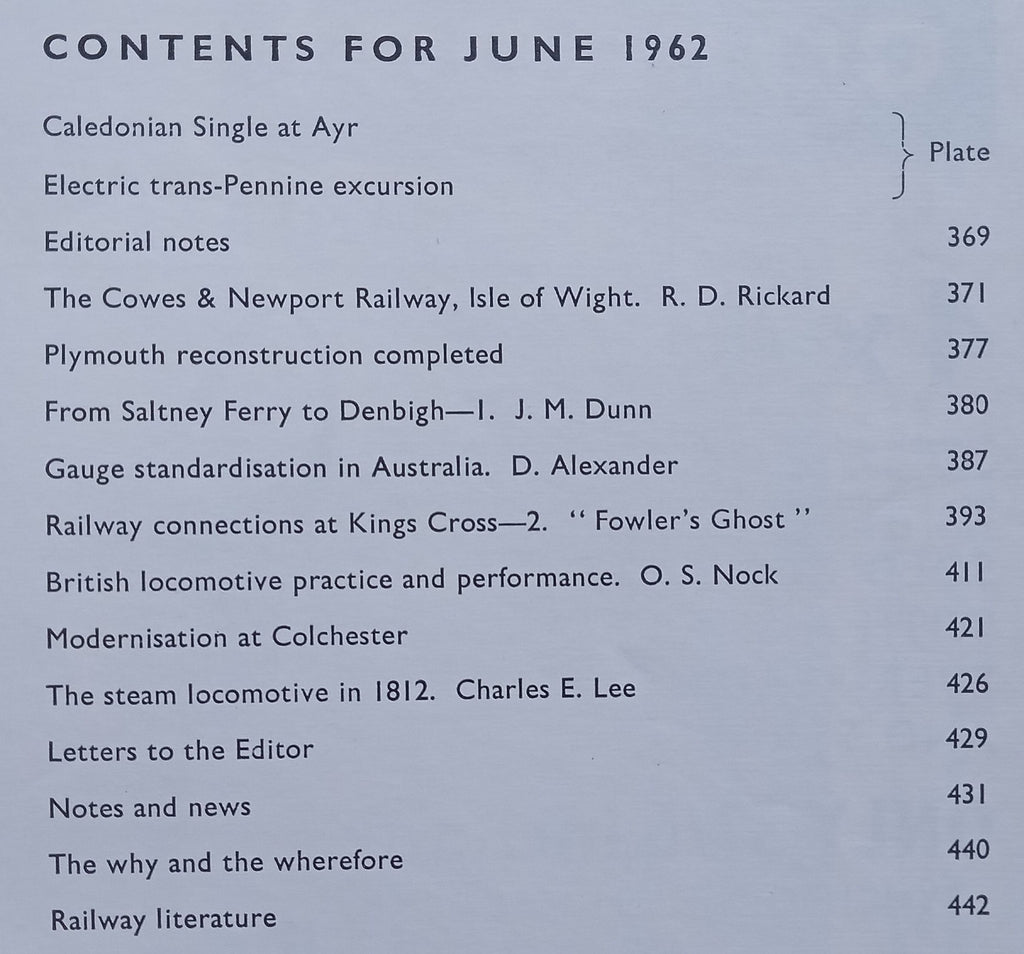 CONTENTS FOR JUNE 1962
Caledonian Single at Ayr
} Plate
Electric trans-Pennine excursion
Editorial notes 369
The Cowes & Newport Railway, Isle of Wight. R. D. Rickard 371
Plymouth reconstruction completed 377
From Saltney Ferry to Denbigh—1. J. M. Dunn 380
Gauge standardisation in Australia. D. Alexander 387
Railway connections at Kings Cross—2. “ Fowler’s Ghost ” 393
British locomotive practice and performance. O. S. Nock 411
Modernisation at Colchester 421
The steam locomotive in 1812. Charles E. Lee 426
Letters to the Editor 429
Notes and news 431
The why and the wherefore 440
Railway literature 442